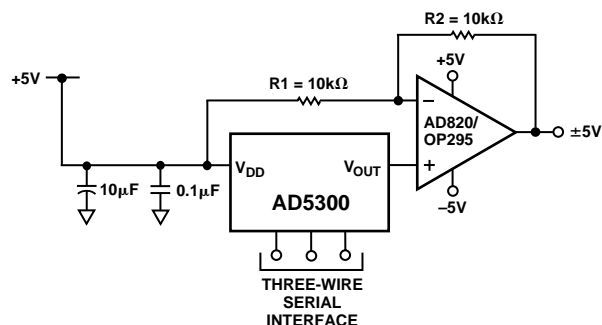 R2 = 10kΩ
+5V
R1 = 10kΩ
+5V
–
AD820/
OP295
±5V
+
–5V
VDD
VOUT
AD5300
10μF
0.1μF
THREE-WIRE
SERIAL
INTERFACE